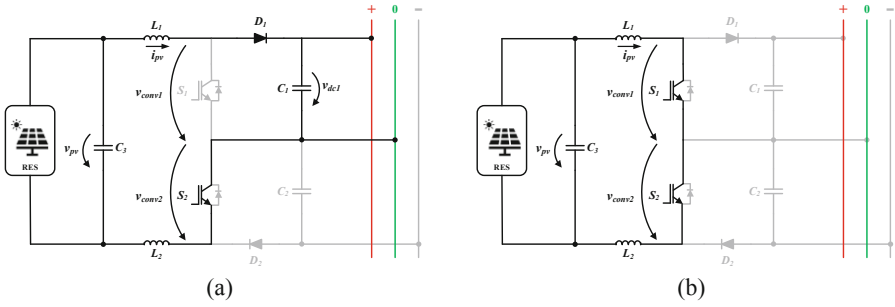 + 0 −
L1 D1
ipv
vconv1 S1 C1 vdc1
RES vpv C3
vconv2 S2 C2
L2 D2
(a)
+ 0 −
L1 D1
ipv
vconv1 S1 C1
RES vpv C3
vconv2 S2 C2
L2 D2
(b)